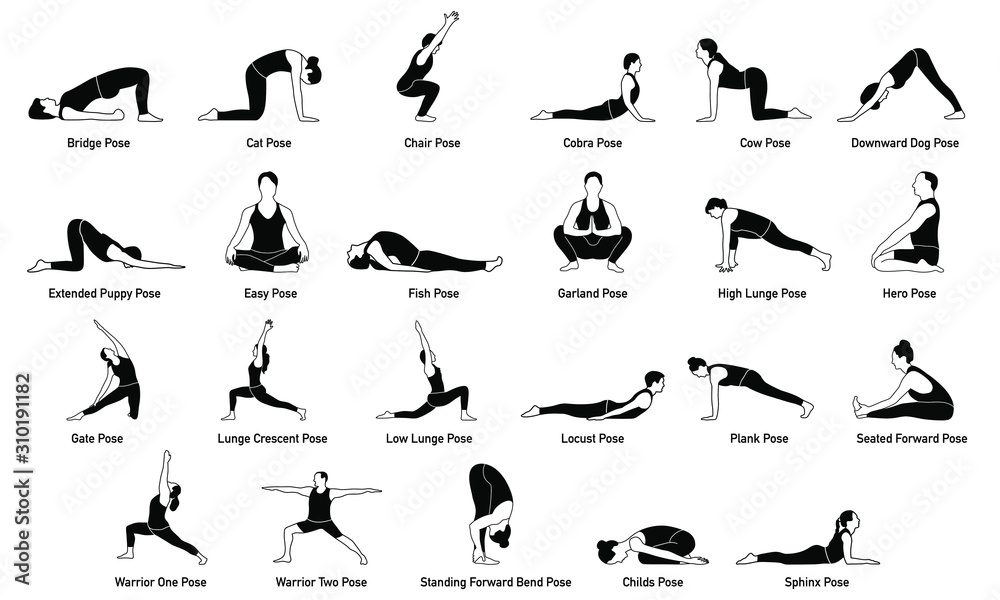 Bridge Pose
Cat Pose
Chair Pose
Cobra Pose
Cow Pose
Downward Dog Pose
Extended Puppy Pose
Easy Pose
Fish Pose
Garland Pose
High Lunge Pose
Hero Pose
Gate Pose
Lunge Crescent Pose
Low Lunge Pose
Locust Pose
Plank Pose
Seated Forward Pose
Warrior One Pose
Warrior Two Pose
Standing Forward Bend Pose
Childs Pose
Sphinx Pose
Adobe Stock | #310191182